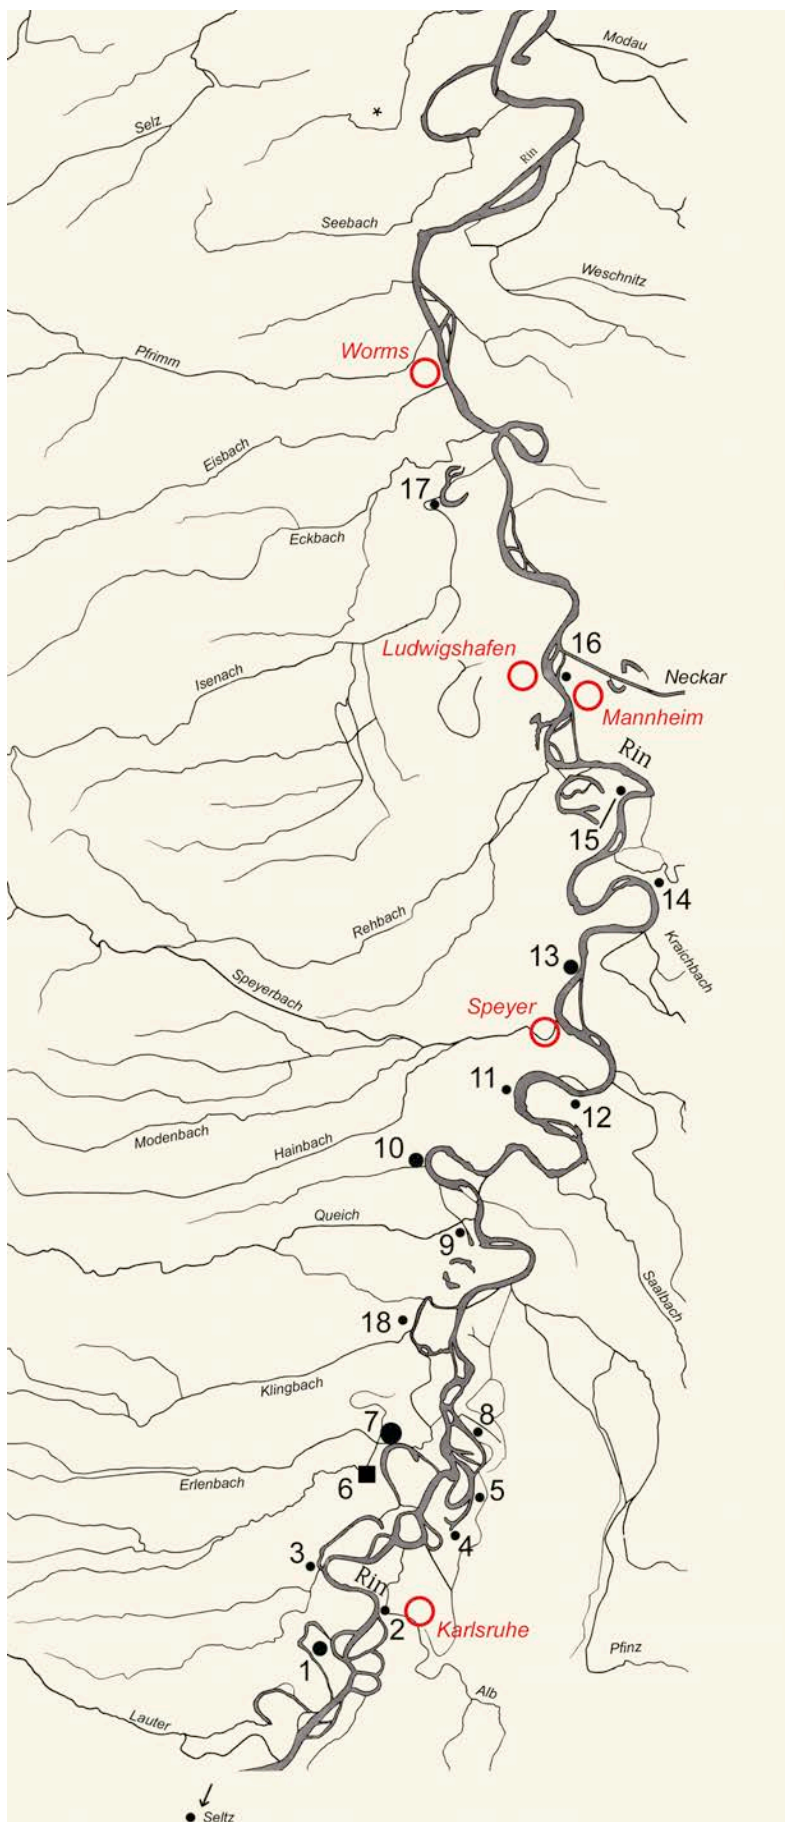 Modau
*
Selz
Rin
Seebach
Weschnitz
Worms
Pfrimm
Eisbach
17
Eckbach
Ludwigshafen
16
Isenach
Neckar
Mannheim
Rin
15
14
Rehbach
Kraichbach
13
Speyerbach
Speyer
11
12
Modenbach
Hainbach
10
Queich
9
Saalbach
18
Klingbach
7
8
6
Erlenbach
5
4
3
Rin
2
Karlsruhe
1
Pfinz
Alb
Lauter
Seltz